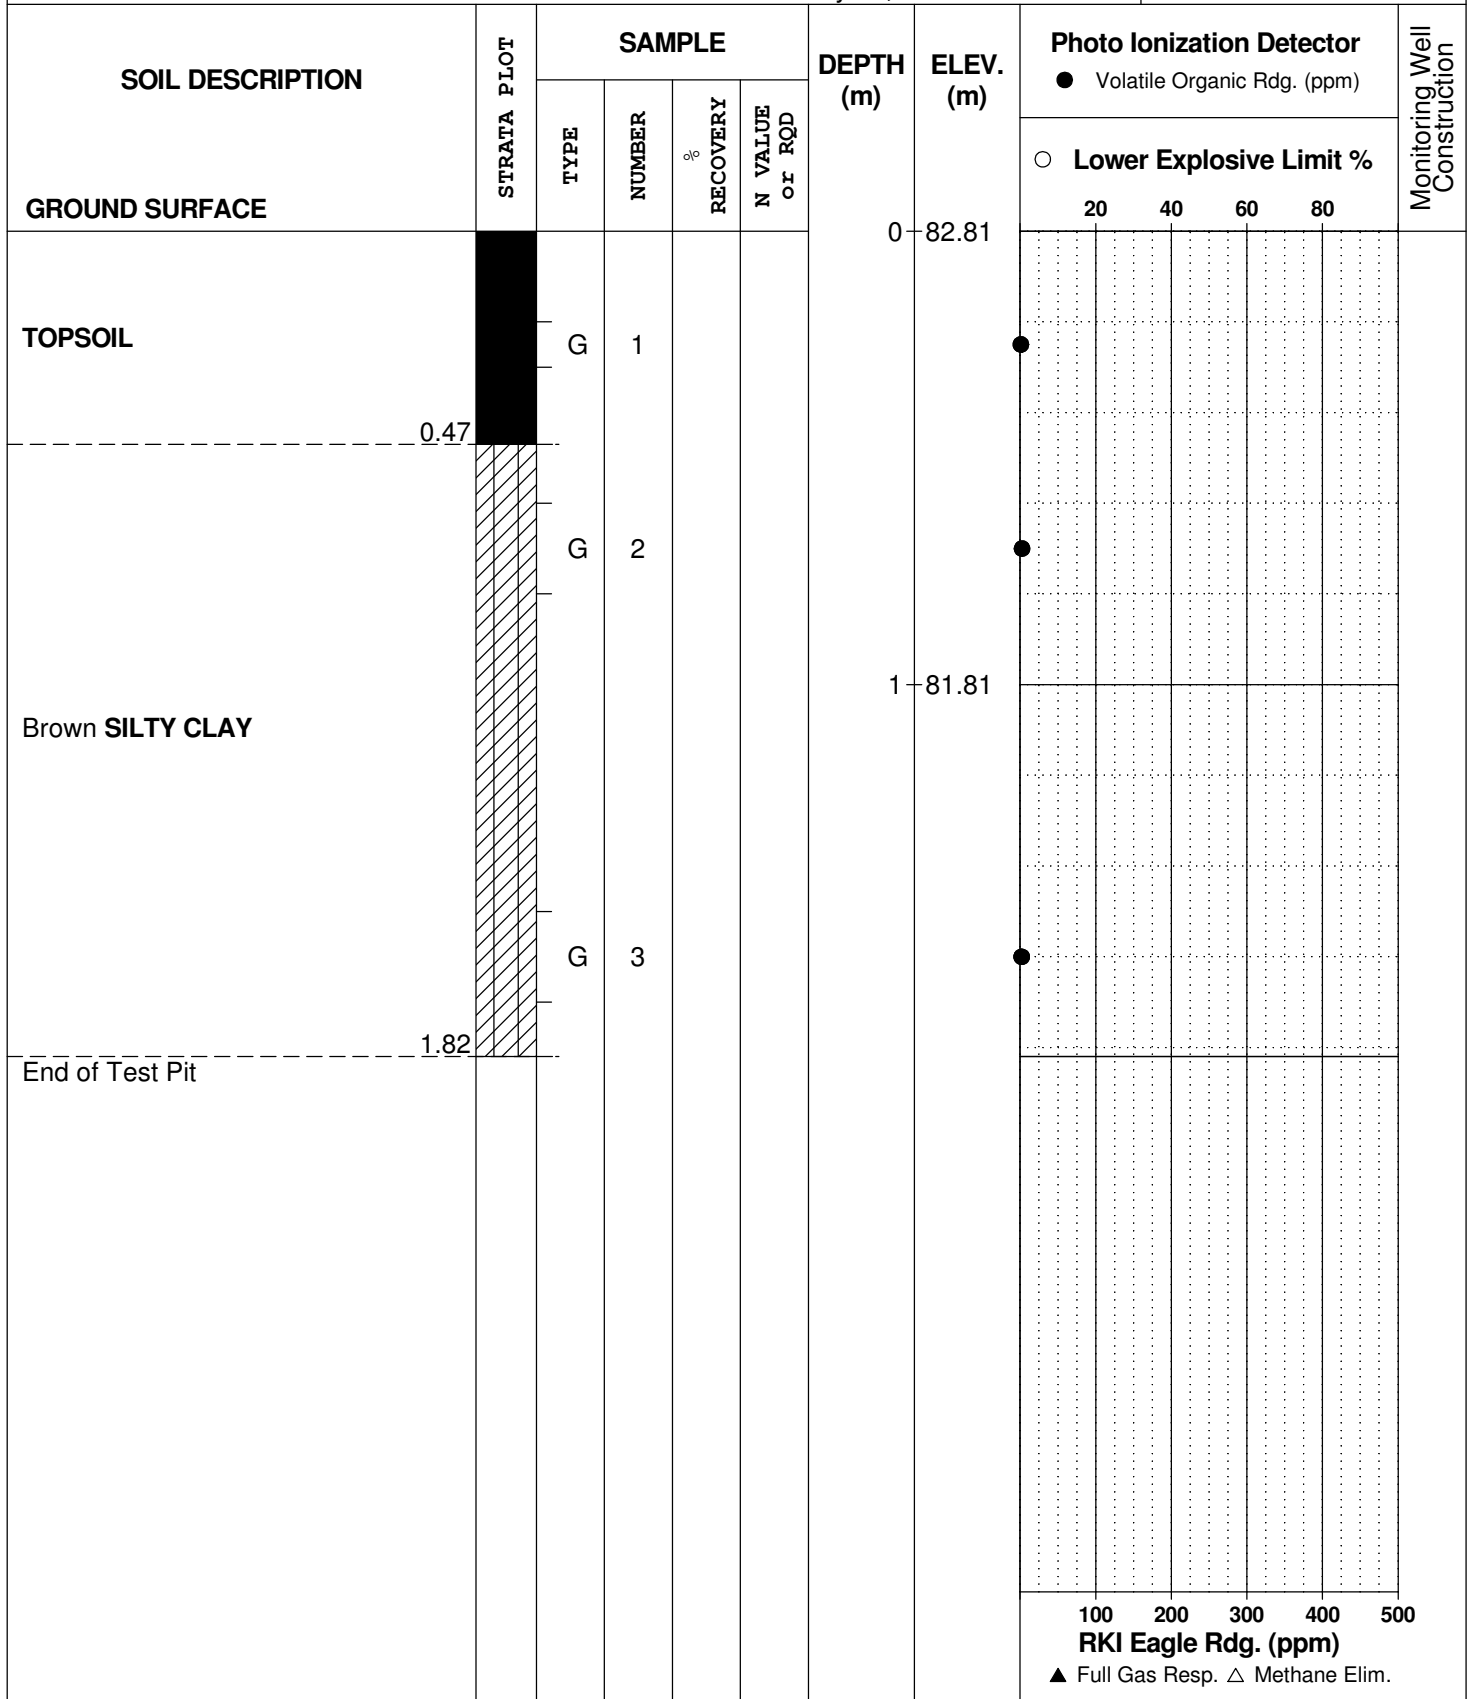 SOIL DESCRIPTION
GROUND SURFACE
STRATA PLOT
SAMPLE
TYPE
NUMBER
%
RECOVERY
N VALUE
or RQD
DEPTH
(m)
ELEV.
(m)
Photo Ionization Detector
● Volatile Organic Rdg. (ppm)
○ Lower Explosive Limit %
20 40 60 80
Monitoring Well
Construction
0 82.81
TOPSOIL
G 1
0.47
G 2
1 81.81
Brown SILTY CLAY
G 3
1.82
End of Test Pit
100 200 300 400 500
RKI Eagle Rdg. (ppm)
▲ Full Gas Resp. △ Methane Elim.